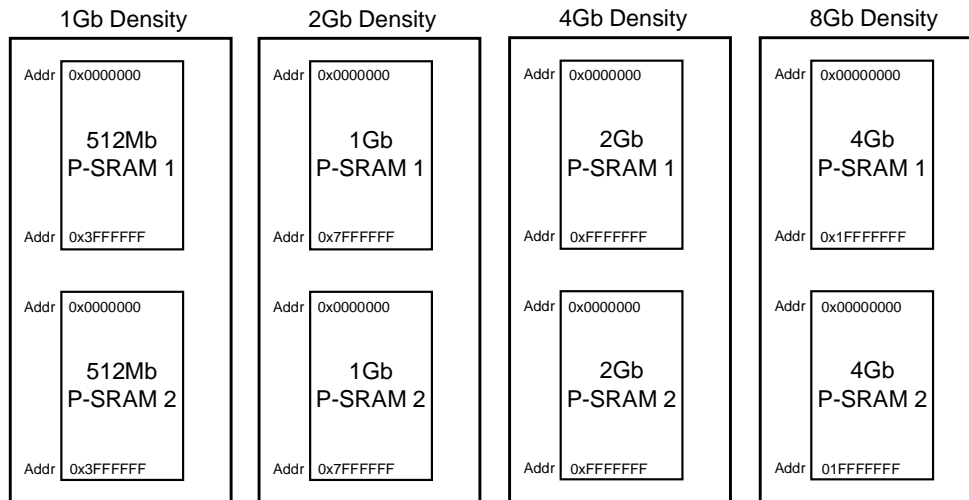 1Gb Density
Addr 0x0000000
512Mb
P-SRAM 1
Addr 0x3FFFFFF
Addr 0x0000000
512Mb
P-SRAM 2
Addr 0x3FFFFFF
2Gb Density
Addr 0x0000000
1Gb
P-SRAM 1
Addr 0x7FFFFFF
Addr 0x0000000
1Gb
P-SRAM 2
Addr 0x7FFFFFF
4Gb Density
Addr 0x0000000
2Gb
P-SRAM 1
Addr 0xFFFFFFF
Addr 0x0000000
2Gb
P-SRAM 2
Addr 0xFFFFFFF
8Gb Density
Addr 0x00000000
4Gb
P-SRAM 1
Addr 0x1FFFFFFF
Addr 0x00000000
4Gb
P-SRAM 2
Addr 01FFFFFFF